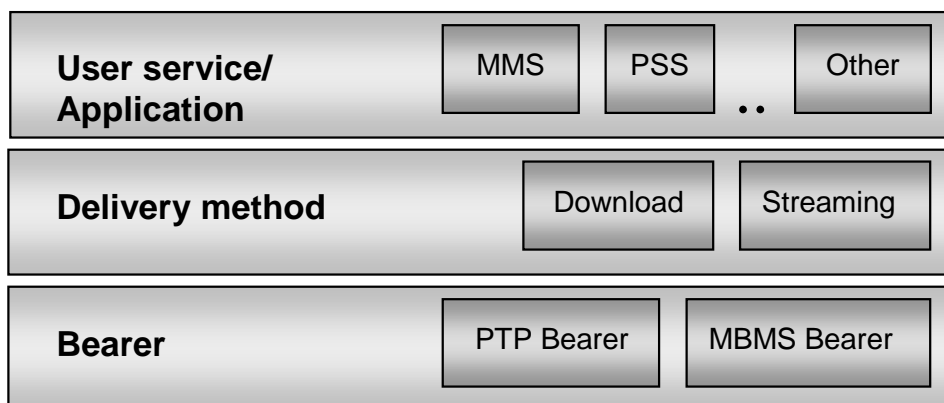 User service/
Application
MMS
PSS
..
Other
Delivery method
Download
Streaming
Bearer
PTP Bearer
MBMS Bearer